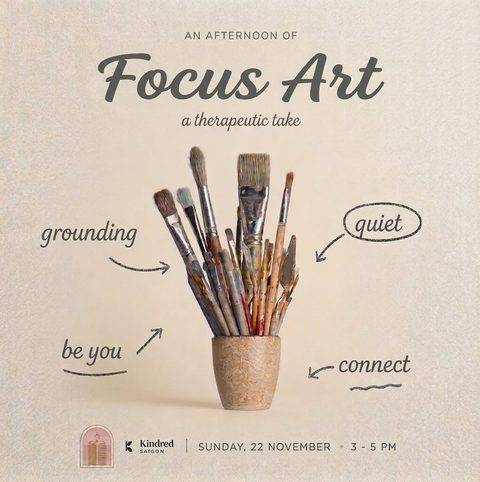 AN AFTERNOON OF
Focus Art
a therapeutic take
grounding
quiet
be you
connect
Kindred
SAIGON
SUNDAY, 22 NOVEMBER • 3 - 5 PM